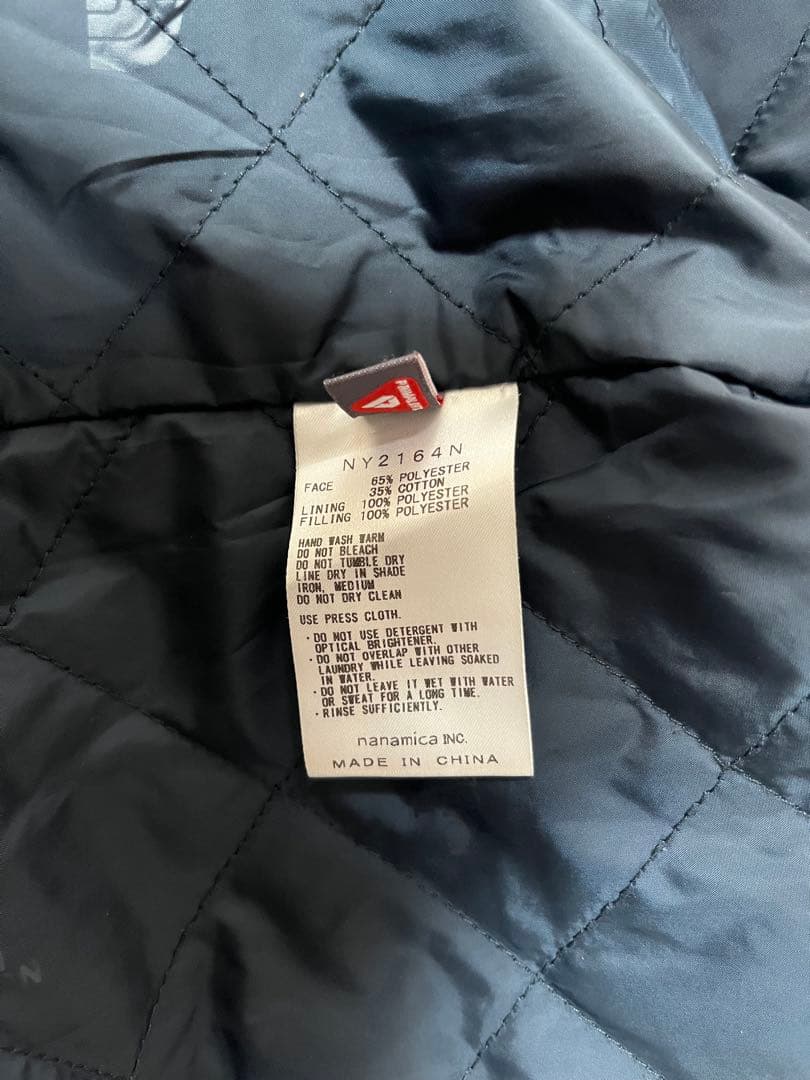 NY2164N
FACE 65% POLYESTER
35% COTTON
LINING 100% POLYESTER
FILLING 100% POLYESTER
HAND WASH WARM
DO NOT BLEACH
DO NOT TUMBLE DRY
LINE DRY IN SHADE
IRON, MEDIUM
DO NOT DRY CLEAN
USE PRESS CLOTH.
・DO NOT USE DETERGENT WITH
OPTICAL BRIGHTENER.
・DO NOT OVERLAP WITH OTHER
LAUNDRY WHILE LEAVING SOAKED
IN WATER.
・DO NOT LEAVE IT WET WITH WATER
OR SWEAT FOR A LONG TIME.
・RINSE SUFFICIENTLY.
nanamica INC.
MADE IN CHINA